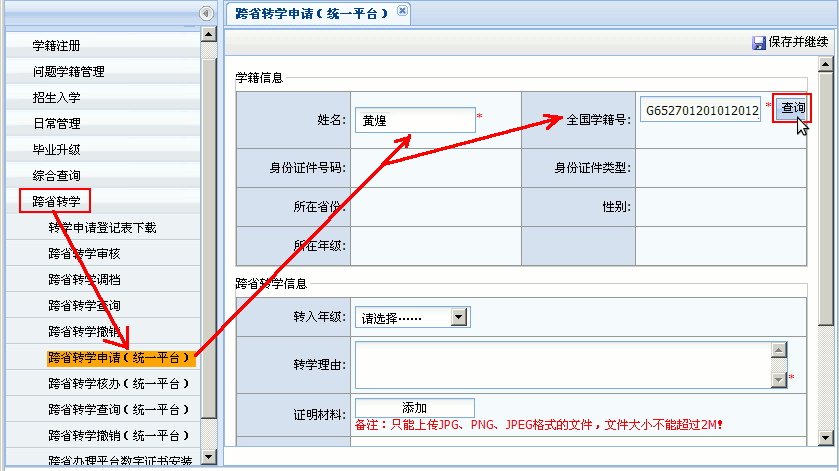 学籍注册
问题学籍管理
招生入学
日常管理
毕业升级
综合查询
跨省转学
转学申请登记表下载
跨省转学审核
跨省转学调档
跨省转学查询
跨省转学撤销
跨省转学申请（统一平台）
跨省转学核办（统一平台）
跨省转学查询（统一平台）
跨省转学撤销（统一平台）
跨省办理平台数字证书安装
跨省转学申请（统一平台）
保存并继续
学籍信息
姓名: 黄煌 * 全国学籍号: G652701201012012 * 查询
身份证件号码: 身份证件类型:
所在省份: 性别:
所在年级:
跨省转学信息
转入年级: 请选择……
转学理由: *
证明材料: 添加
备注：只能上传JPG、PNG、JPEG格式的文件，文件大小不能超过2M！